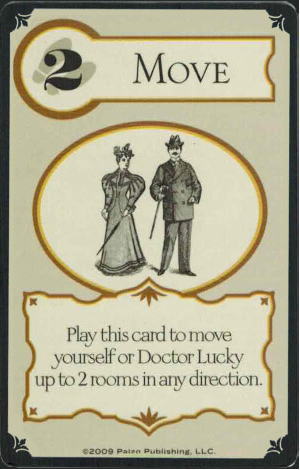 2 MOVE
Play this card to move
yourself or Doctor Lucky
up to 2 rooms in any direction.
©2009 Paizo Publishing, LLC.